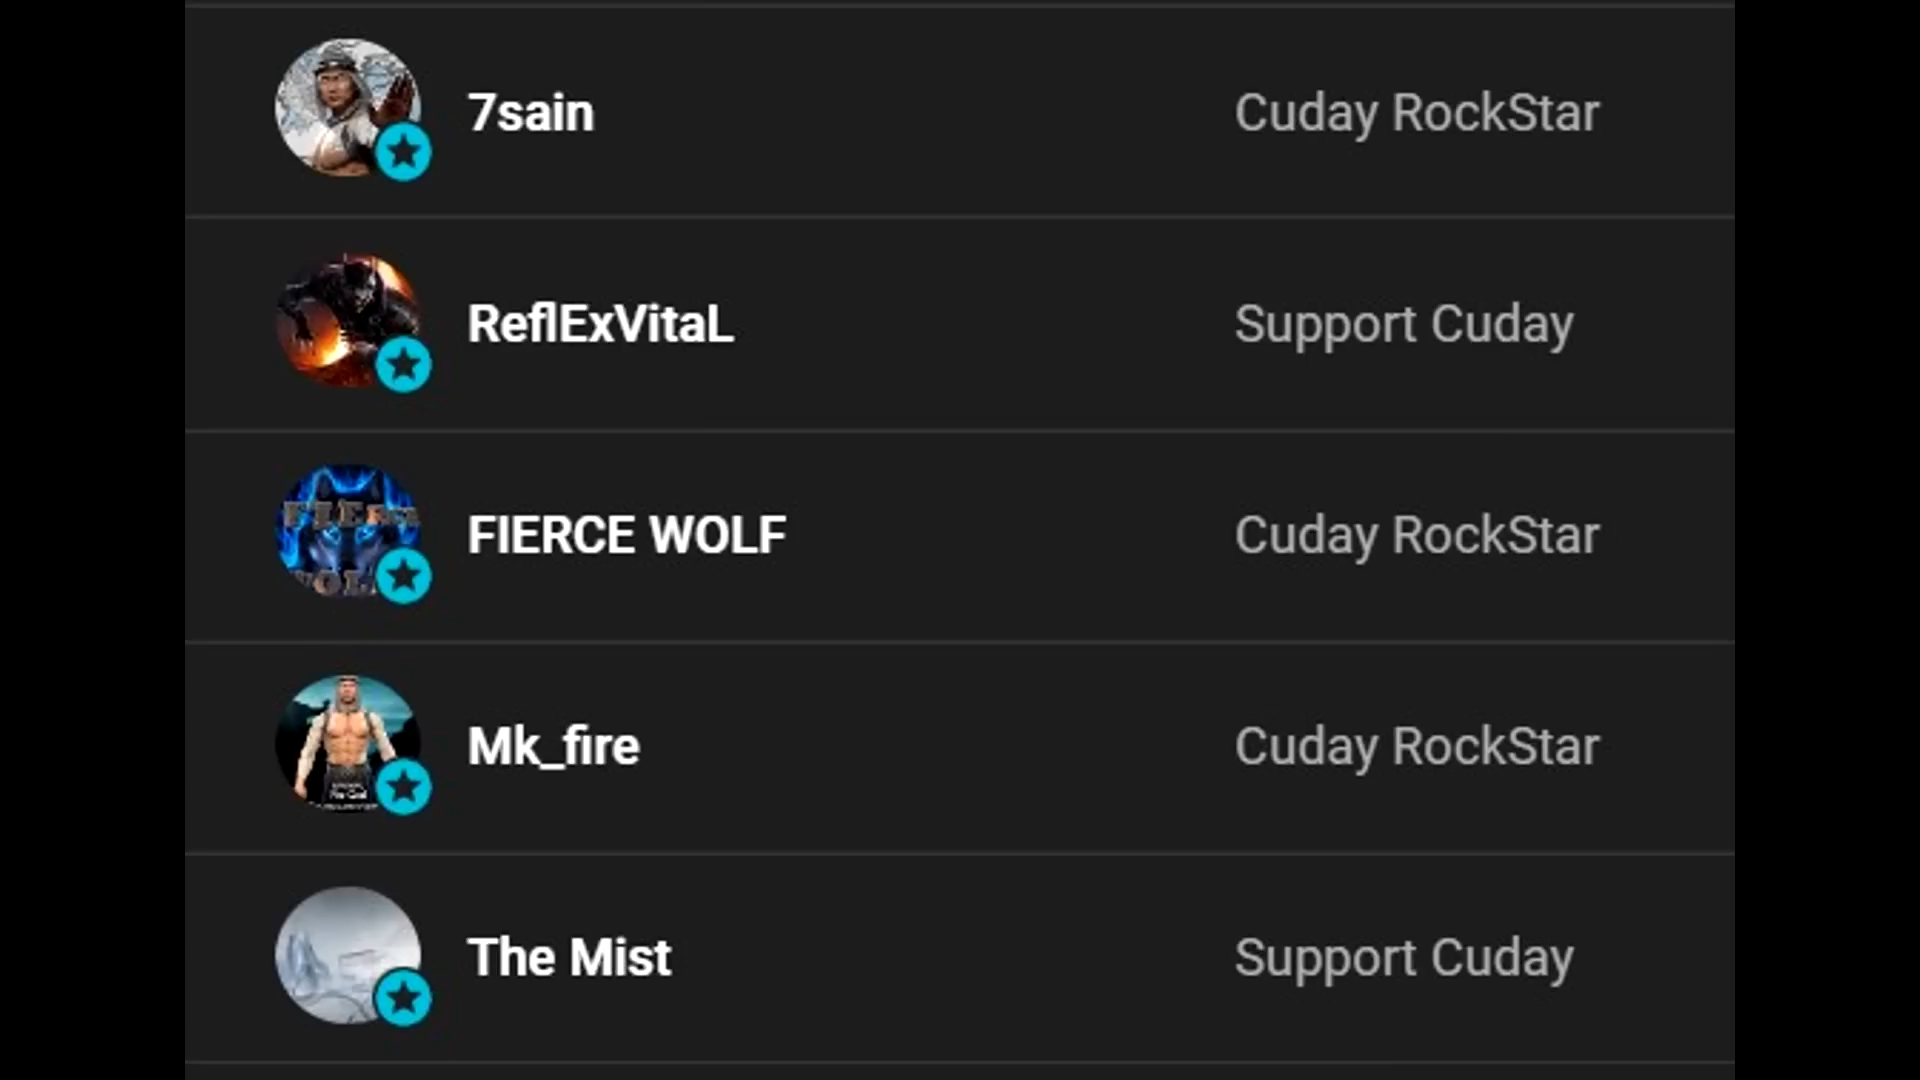 7sain Cuday RockStar
ReflExVitaL Support Cuday
FIERCE WOLF Cuday RockStar
Mk_fire Cuday RockStar
The Mist Support Cuday